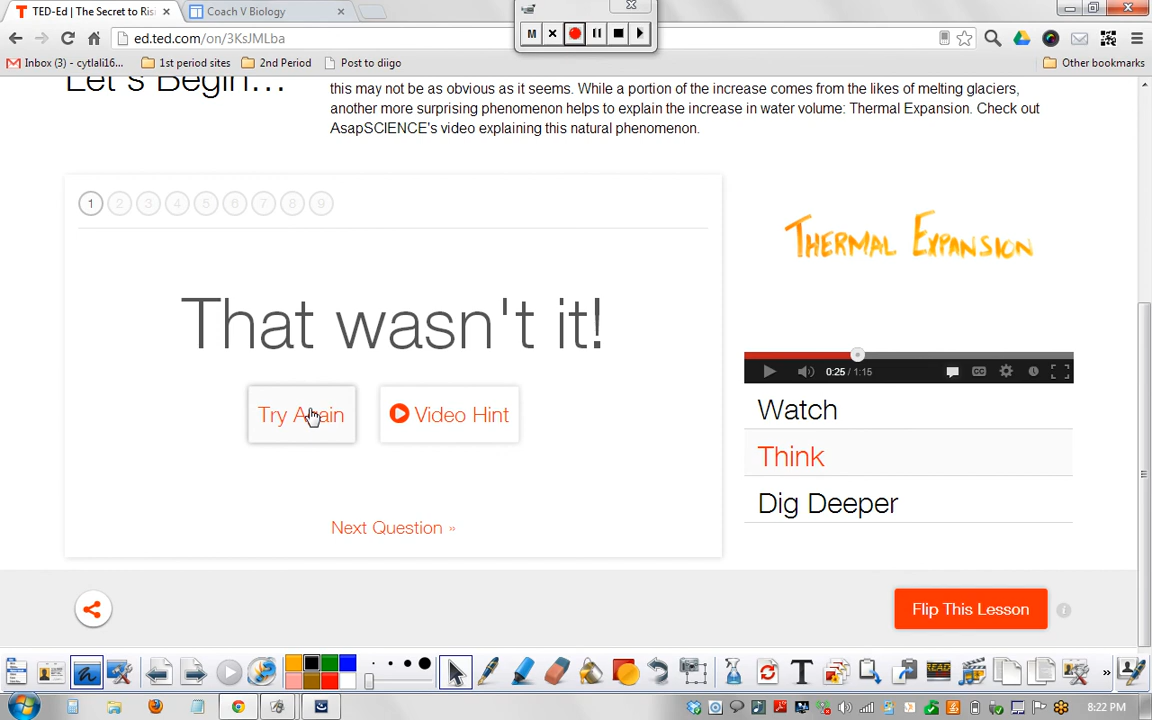 TED-Ed | The Secret to Risi
Coach V Biology
M
ed.ted.com/on/3KsJMLba
Inbox (3) - cytlali16...
1st period sites
2nd Period
Post to diigo
Other bookmarks
Let's Begin...
this may not be as obvious as it seems. While a portion of the increase comes from the likes of melting glaciers,
another more surprising phenomenon helps to explain the increase in water volume: Thermal Expansion. Check out
AsapSCIENCE's video explaining this natural phenomenon.
1 2 3 4 5 6 7 8 9
That wasn't it!
Try Again
Video Hint
Next Question »
THERMAL EXPANSION
0:25 / 1:15
CC
Watch
Think
Dig Deeper
Flip This Lesson
T
8:22 PM